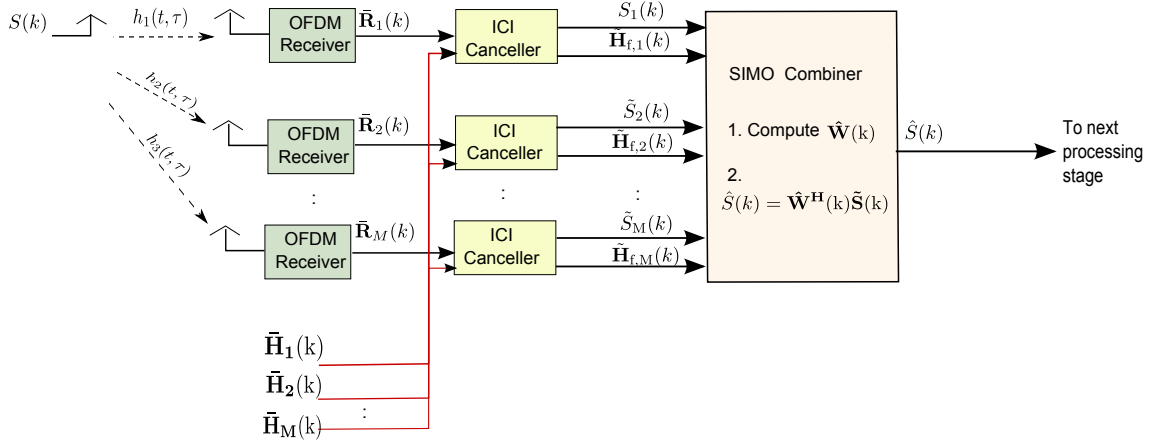 S(k)
h₁(t, τ)
OFDM
Receiver
R̄₁(k)
ICI
Canceller
S₁(k)
H̃f,1(k)
h₂(t, τ)
OFDM
Receiver
R̄₂(k)
ICI
Canceller
S̃₂(k)
H̃f,2(k)
h₃(t, τ)
:
:
:
OFDM
Receiver
R̄M(k)
ICI
Canceller
S̃M(k)
H̃f,M(k)
SIMO Combiner
1. Compute Ŵ(k)
2.
Ŝ(k) = Ŵᴴ(k)S̃(k)
Ŝ(k)
To next
processing
stage
H̄₁(k)
H̄₂(k)
:
H̄M(k)